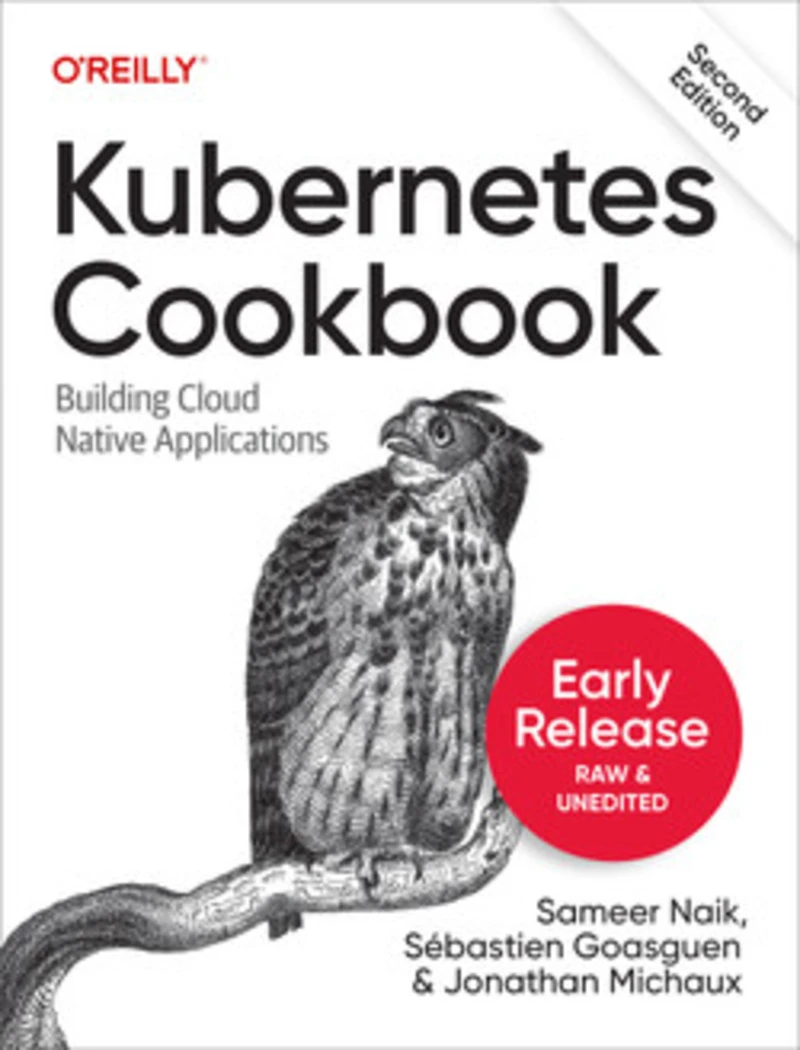 O'REILLY®
Second
Edition
Kubernetes
Cookbook
Building Cloud
Native Applications
Early
Release
RAW &
UNEDITED
Sameer Naik,
Sébastien Goasguen
& Jonathan Michaux